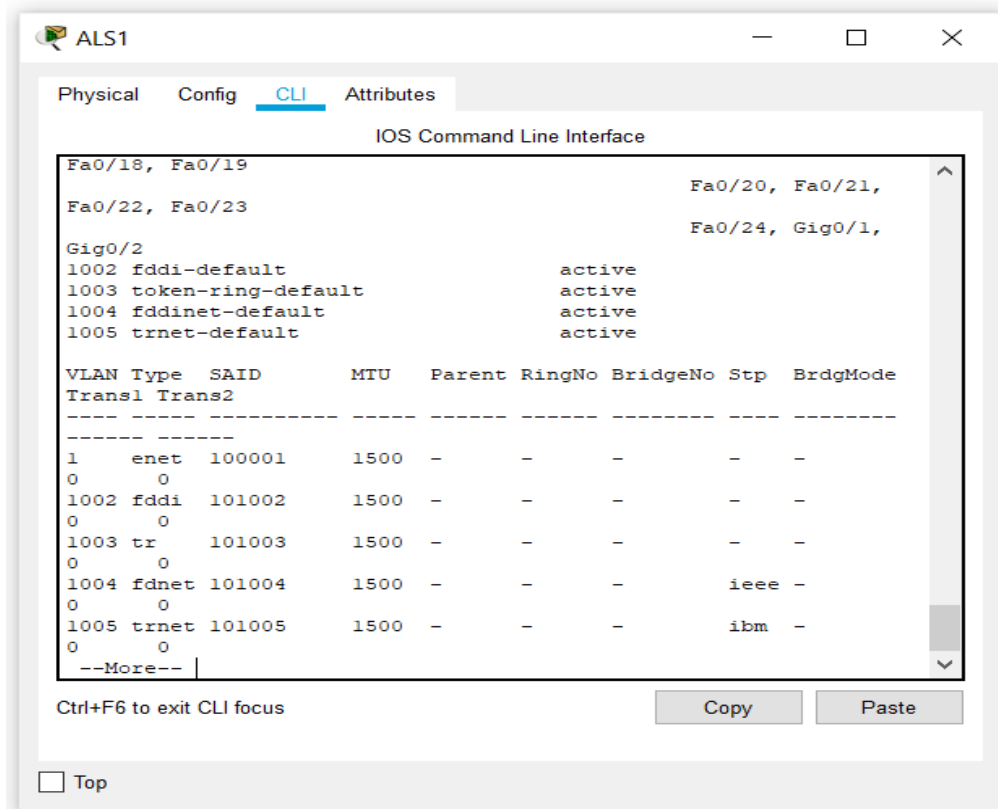 ALS1
Physical Config CLI Attributes
IOS Command Line Interface
Fa0/18, Fa0/19
Fa0/20, Fa0/21,
Fa0/22, Fa0/23
Fa0/24, Gig0/1,
Gig0/2
1002 fddi-default active
1003 token-ring-default active
1004 fddinet-default active
1005 trnet-default active
VLAN Type SAID MTU Parent RingNo BridgeNo Stp BrdgMode
Trans1 Trans2
---- ----- ---------- ----- ------ ------ -------- ---- --------
------ ------
1 enet 100001 1500 - - - - -
0 0
1002 fddi 101002 1500 - - - - -
0 0
1003 tr 101003 1500 - - - - -
0 0
1004 fdnet 101004 1500 - - - ieee -
0 0
1005 trnet 101005 1500 - - - ibm -
0 0
--More--
Ctrl+F6 to exit CLI focus Copy Paste
Top